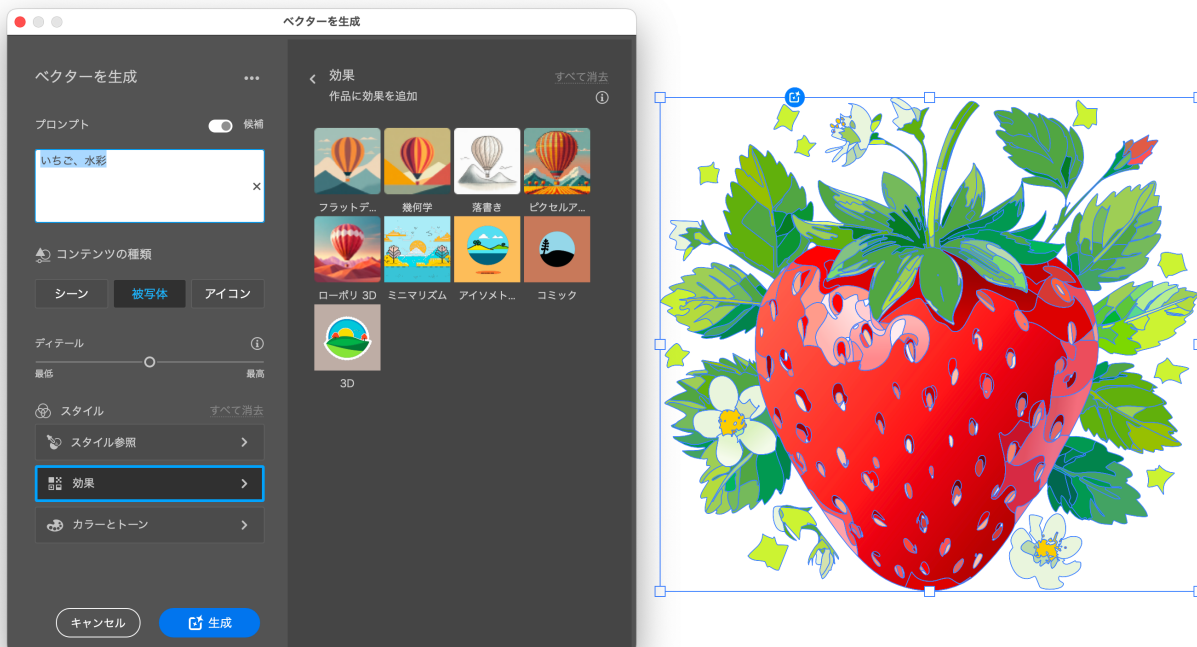 ベクターを生成
ベクターを生成
プロンプト
候補
いちご、水彩
コンテンツの種類
シーン
被写体
アイコン
ディテール
最低
最高
スタイル
すべて消去
スタイル参照
効果
カラーとトーン
キャンセル
生成
効果
すべて消去
作品に効果を追加
フラットデ...
幾何学
落書き
ピクセルア...
ローポリ 3D
ミニマリズム
アイソメト...
コミック
3D